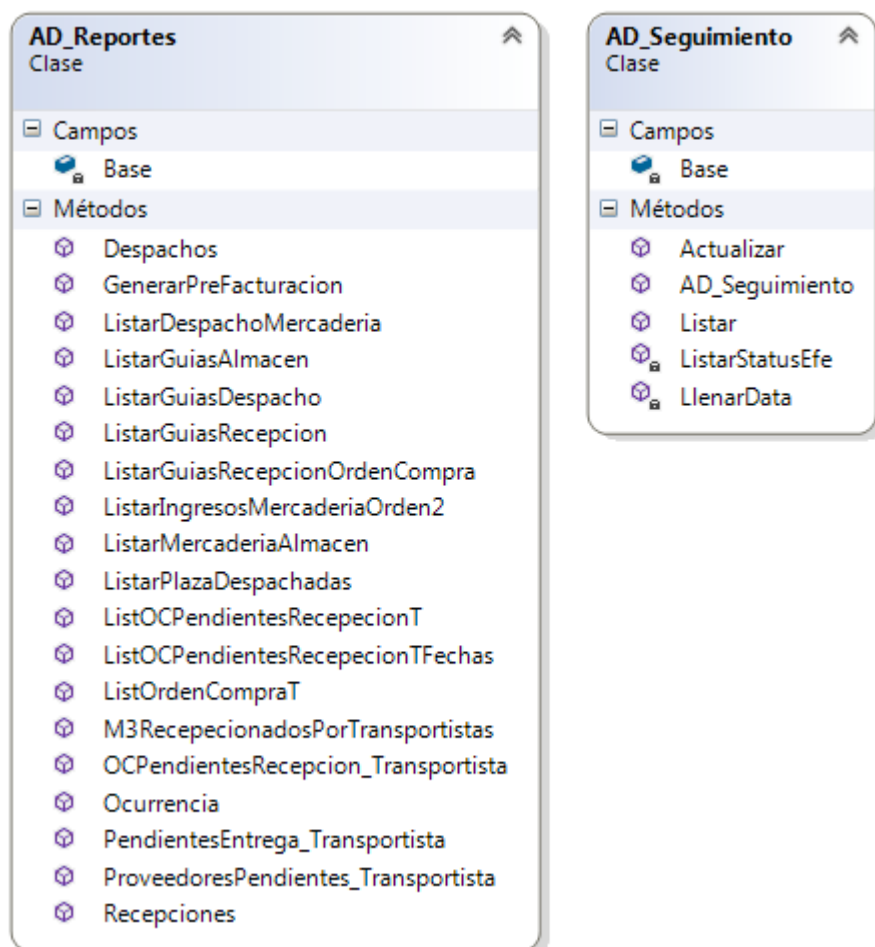 AD_Reportes
Clase
Campos
Base
Métodos
Despachos
GenerarPreFacturacion
ListarDespachoMercaderia
ListarGuiasAlmacen
ListarGuiasDespacho
ListarGuiasRecepcion
ListarGuiasRecepcionOrdenCompra
ListarIngresosMercaderiaOrden2
ListarMercaderiaAlmacen
ListarPlazaDespachadas
ListOCPendientesRecepecionT
ListOCPendientesRecepecionTFechas
ListOrdenCompraT
M3RecepecionadosPorTransportistas
OCPendientesRecepcion_Transportista
Ocurrencia
PendientesEntrega_Transportista
ProveedoresPendientes_Transportista
Recepciones
AD_Seguimiento
Clase
Campos
Base
Métodos
Actualizar
AD_Seguimiento
Listar
ListarStatusEfe
LlenarData